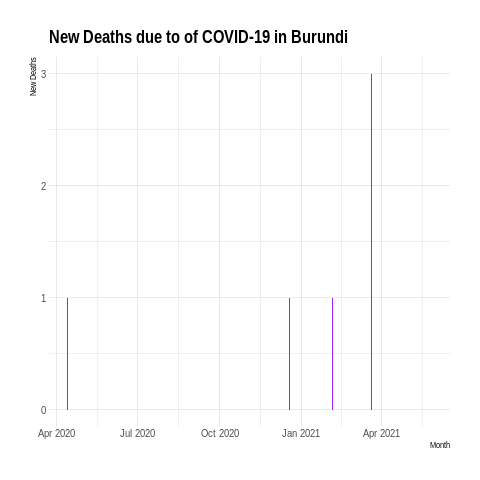 New Deaths due to of COVID-19 in Burundi
New Deaths
3
2
1
0
Apr 2020 Jul 2020 Oct 2020 Jan 2021 Apr 2021
Month